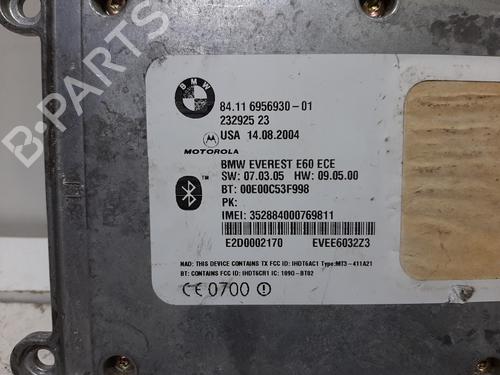 BMW
84.11 6956930-01
232925 23
USA 14.08.2004
MOTOROLA
BMW EVEREST E60 ECE
SW: 07.03.05 HW: 09.05.00
BT: 00E00C53F998
TM
PK:
IMEI: 352884000769811
E2D0002170 EVEE6032Z3
NAD: THIS DEVICE CONTAINS TX FCC ID: IHDT6AC1 Type:MT3-411A21
BT: CONTAINS FCC ID: IHDT6CR1 IC: 109O-BT02
CE 0700
B-PARTS